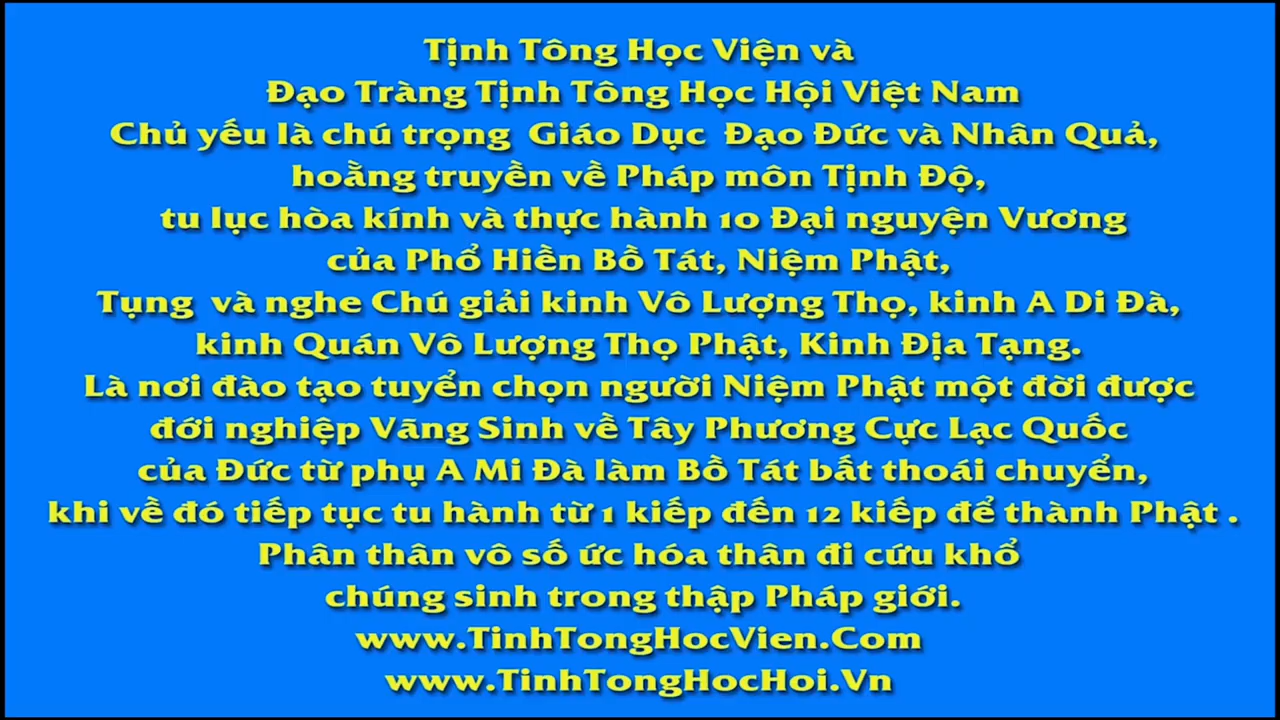 Tịnh Tông Học Viện và
Đạo Tràng Tịnh Tông Học Hội Việt Nam
Chủ yếu là chú trọng Giáo Dục Đạo Đức và Nhân Quả,
hoằng truyền về Pháp môn Tịnh Độ,
tu lục hòa kính và thực hành 10 Đại nguyện Vương
của Phổ Hiền Bồ Tát, Niệm Phật,
Tụng và nghe Chú giải kinh Vô Lượng Thọ, kinh A Di Đà,
kinh Quán Vô Lượng Thọ Phật, Kinh Địa Tạng.
Là nơi đào tạo tuyển chọn người Niệm Phật một đời được
đới nghiệp Vãng Sinh về Tây Phương Cực Lạc Quốc
của Đức từ phụ A Mi Đà làm Bồ Tát bất thoái chuyển,
khi về đó tiếp tục tu hành từ 1 kiếp đến 12 kiếp để thành Phật .
Phân thân vô số ức hóa thân đi cứu khổ
chúng sinh trong thập Pháp giới.
www.TinhTongHocVien.Com
www.TinhTongHocHoi.Vn